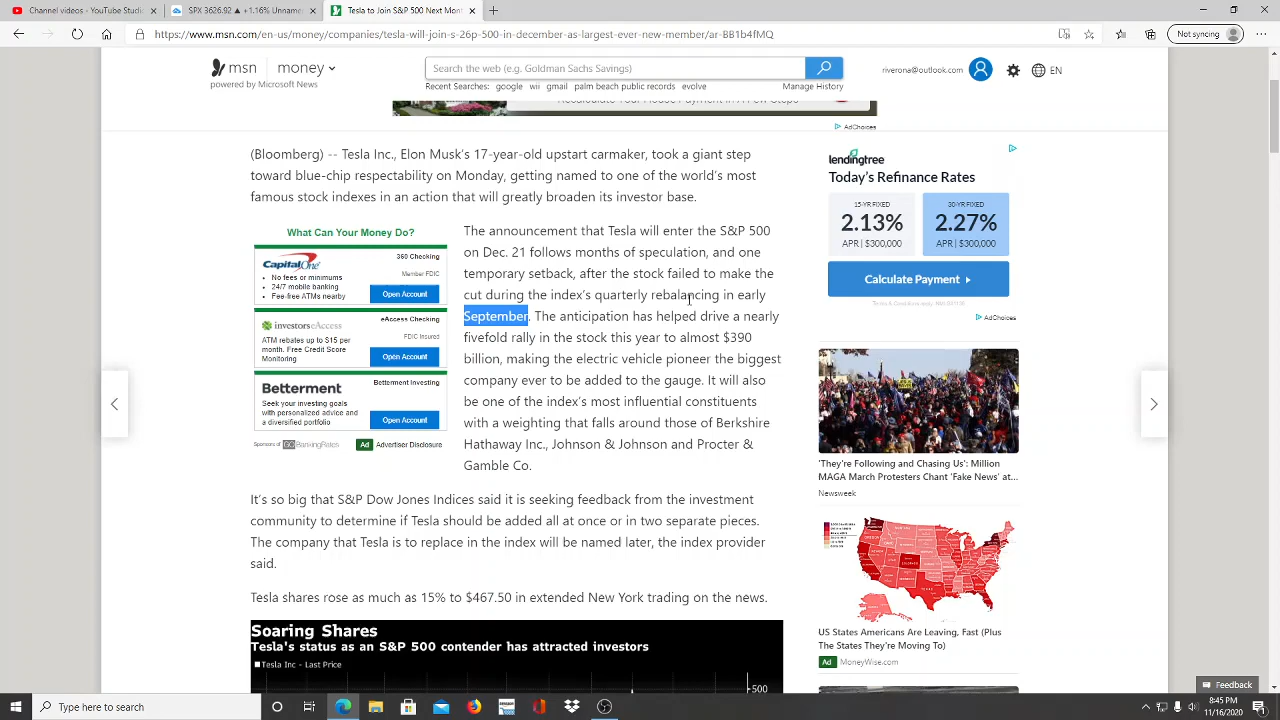 Channel videos - YouTube Studio
SPX 3626.92 ▲ +1.16% Unnamed
Tesla to Join S&P 500 Next Mont
https://www.msn.com/en-us/money/companies/tesla-will-join-s-26p-500-in-december-as-largest-ever-new-member/ar-BB1b4fMQ
Not syncing
msn
money
powered by Microsoft News
Search the web (e.g. Goldman Sachs Savings)
Recent Searches: google wii gmail palm beach public records evolve
Manage History
riverona@outlook.com
EN
AdChoices
(Bloomberg) -- Tesla Inc., Elon Musk's 17-year-old upstart carmaker, took a giant step
toward blue-chip respectability on Monday, getting named to one of the world's most
famous stock indexes in an action that will greatly broaden its investor base.
What Can Your Money Do?
Capital One
360 Checking
Member FDIC
• No fees or minimums
• 24/7 mobile banking
• Fee-free ATMs nearby
Open Account
investors eAccess
eAccess Checking
FDIC Insured
ATM rebates up to $15 per
month. Free Credit Score
Monitoring
Open Account
Betterment
Betterment Investing
Seek your investing goals
with personalized advice and
a diversified portfolio
Open Account
Sponsors of GOBankingRates
Ad Advertiser Disclosure
The announcement that Tesla will enter the S&P 500
on Dec. 21 follows months of speculation, and one
temporary setback, after the stock failed to make the
cut during the index's quarterly rebalancing in early
September. The anticipation has helped drive a nearly
fivefold rally in the stock this year to almost $390
billion, making the electric vehicle pioneer the biggest
company ever to be added to the gauge. It will also
be one of the index's most influential constituents
with a weighting that falls around those of Berkshire
Hathaway Inc., Johnson & Johnson and Procter &
Gamble Co.
It's so big that S&P Dow Jones Indices said it is seeking feedback from the investment
community to determine if Tesla should be added all at once or in two separate pieces.
The company that Tesla is to replace in the index will be named later, the index provider
said.
Tesla shares rose as much as 15% to $467.50 in extended New York trading on the news.
Soaring Shares
Tesla's status as an S&P 500 contender has attracted investors
Tesla Inc - Last Price
500
lendingtree
Today's Refinance Rates
15-YR FIXED
2.13%
APR | $300,000
30-YR FIXED
2.27%
APR | $300,000
Calculate Payment
AdChoices
'They're Following and Chasing Us': Million
MAGA March Protesters Chant 'Fake News' at...
Newsweek
US States Americans Are Leaving, Fast (Plus
The States They're Moving To)
Ad MoneyWise.com
Feedback
Type here to search
8:45 PM
11/16/2020